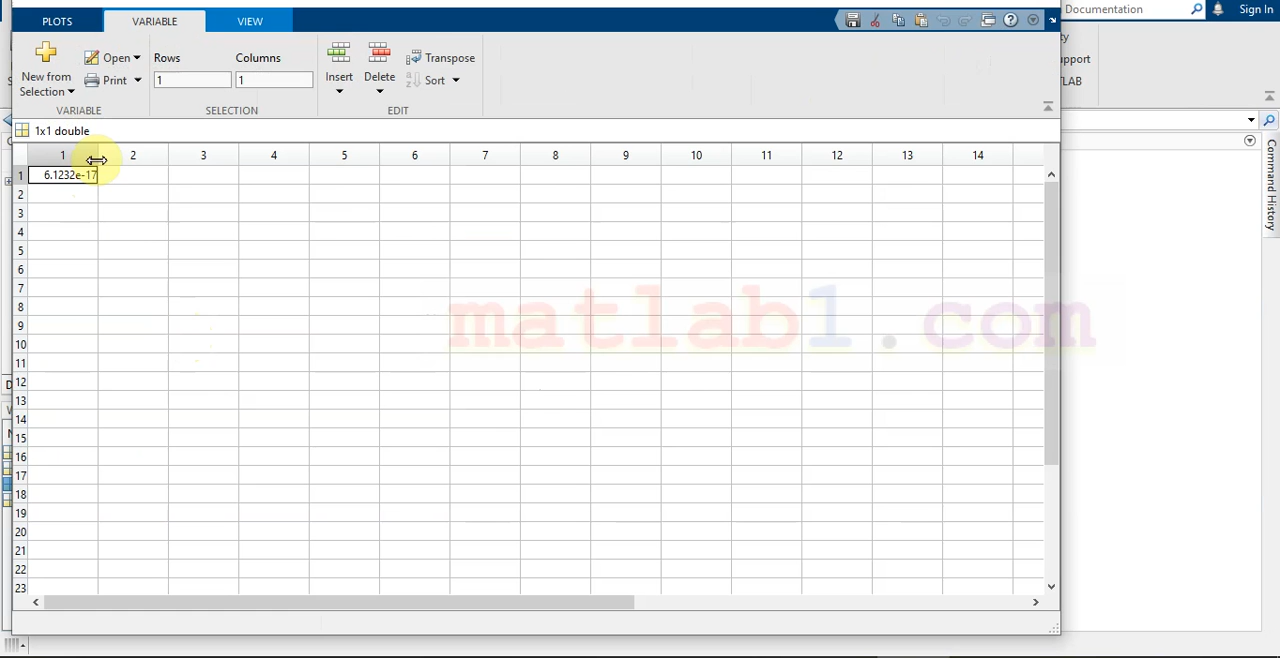 PLOTS VARIABLE VIEW Documentation Sign In
New from Selection Open Print Rows Columns Insert Delete Transpose Sort
1 1
VARIABLE SELECTION EDIT
1x1 double
1 2 3 4 5 6 7 8 9 10 11 12 13 14
1 6.1232e-17
2
3
4
5
6
7
8
9
10
11
12
13
14
15
16
17
18
19
20
21
22
23
matlab1.com
Command History